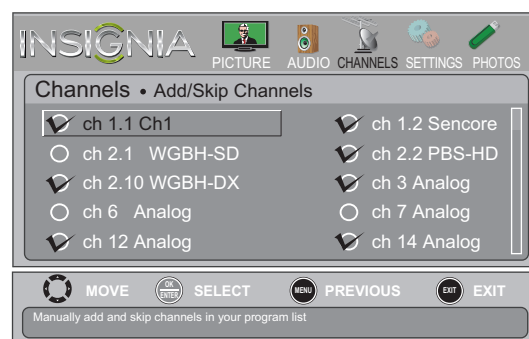 INSIGNIA
PICTURE AUDIO CHANNELS SETTINGS PHOTOS
Channels • Add/Skip Channels
ch 1.1 Ch1
ch 1.2 Sencore
ch 2.1 WGBH-SD
ch 2.2 PBS-HD
ch 2.10 WGBH-DX
ch 3 Analog
ch 6 Analog
ch 7 Analog
ch 12 Analog
ch 14 Analog
MOVE OK ENTER SELECT MENU PREVIOUS EXIT EXIT
Manually add and skip channels in your program list